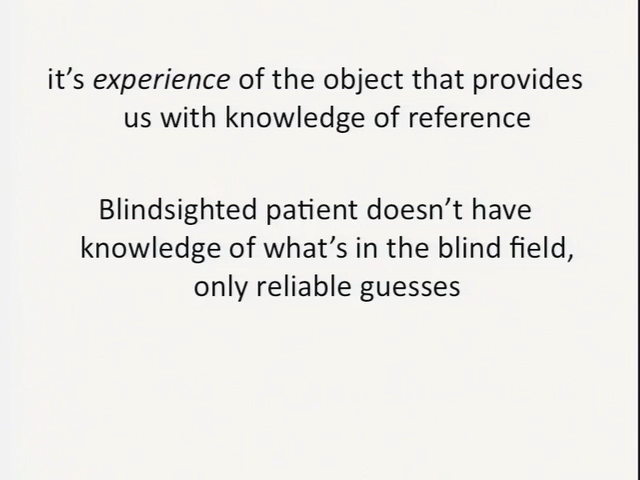 it’s experience of the object that provides
us with knowledge of reference
Blindsighted patient doesn’t have
knowledge of what’s in the blind field,
only reliable guesses